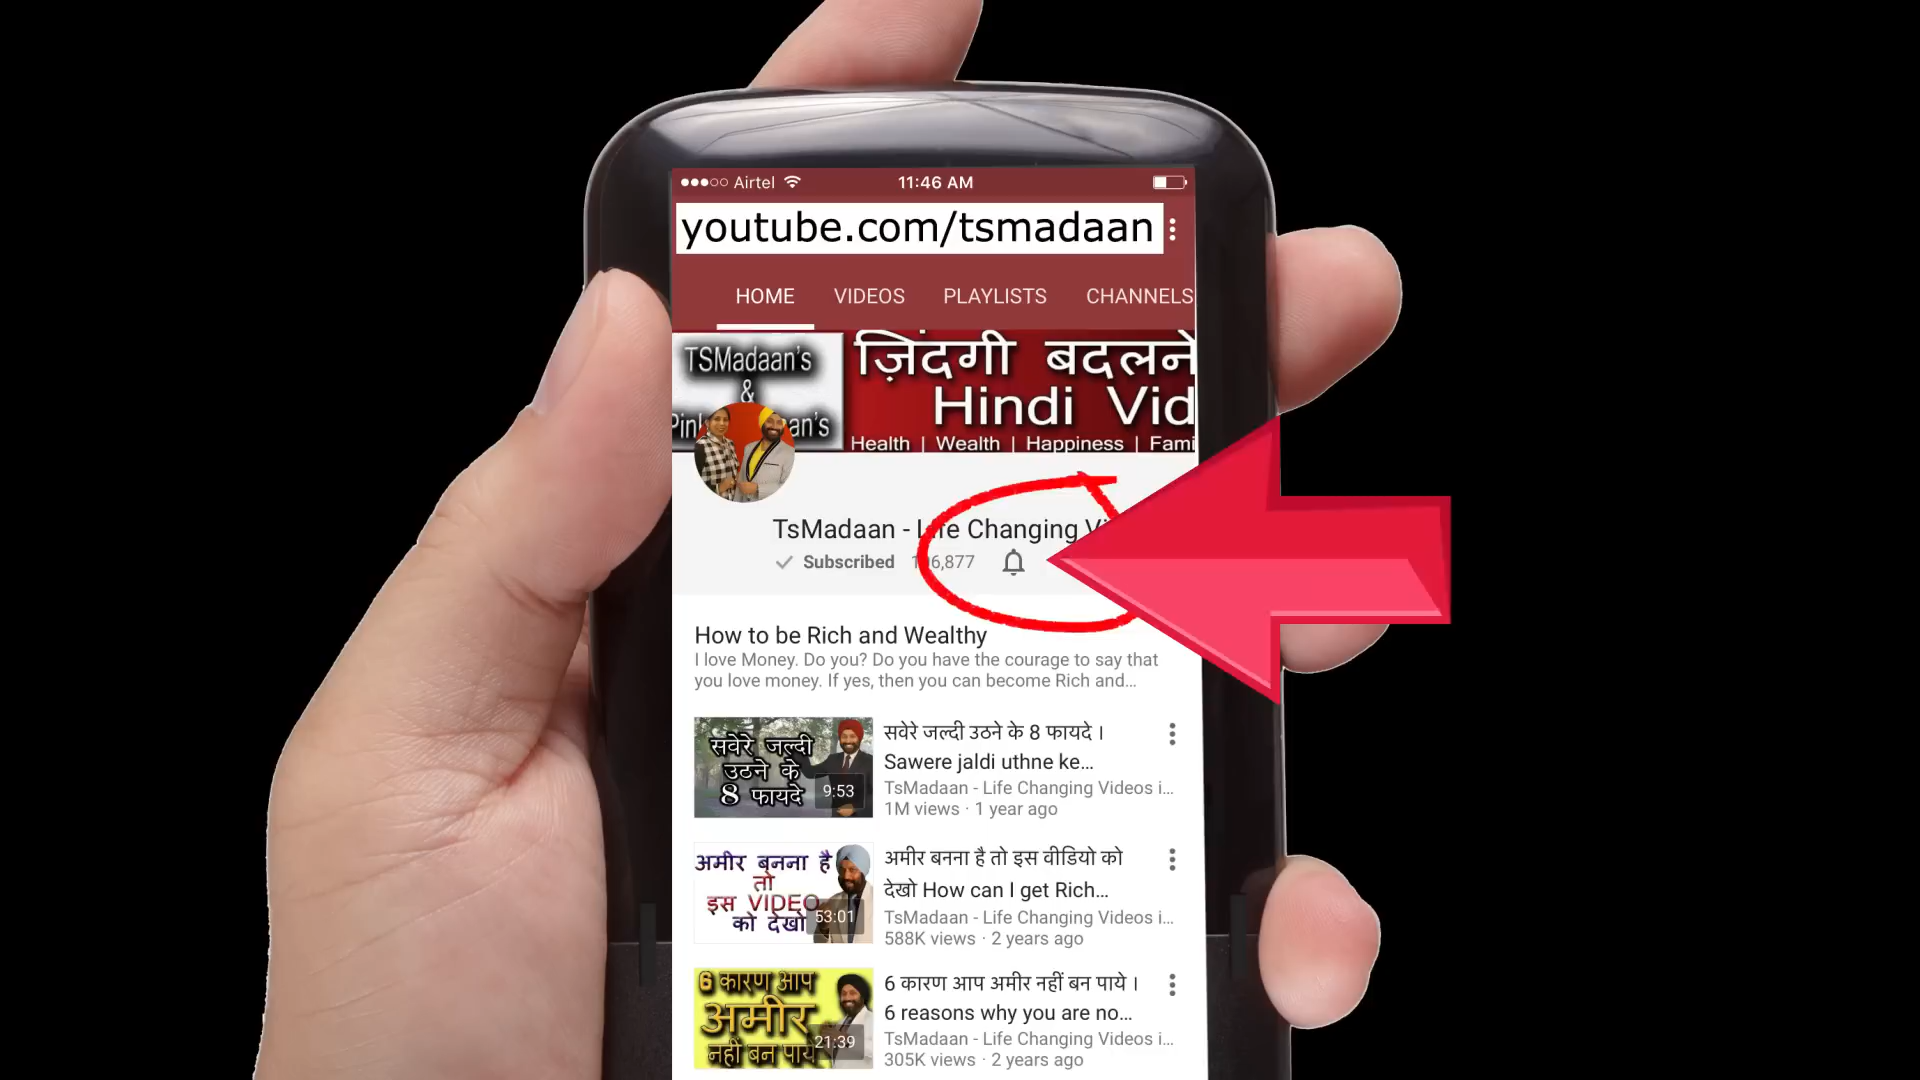 Airtel 11:46 AM
youtube.com/tsmadaan
HOME VIDEOS PLAYLISTS CHANNELS
TSMadaan's
&
ज़िंदगी बदलने
Hindi Vid
Health | Wealth | Happiness | Fami
TsMadaan - Life Changing
Subscribed
How to be Rich and Wealthy
I love Money. Do you? Do you have the courage to say that
you love money. If yes, then you can become Rich and...
सवेरे जल्दी
उठने के
8 फायदे
9:53
सवेरे जल्दी उठने के 8 फायदे ।
Sawere jaldi uthne ke...
TsMadaan - Life Changing Videos i...
1M views · 1 year ago
अमीर बनना है
तो
इस VIDEO
को देखो
53:01
अमीर बनना है तो इस वीडियो को
देखो How can I get Rich...
TsMadaan - Life Changing Videos i...
588K views · 2 years ago
6 कारण आप
अमीर
नहीं बन पाये
21:39
6 कारण आप अमीर नहीं बन पाये ।
6 reasons why you are no...
TsMadaan - Life Changing Videos i...
305K views · 2 years ago